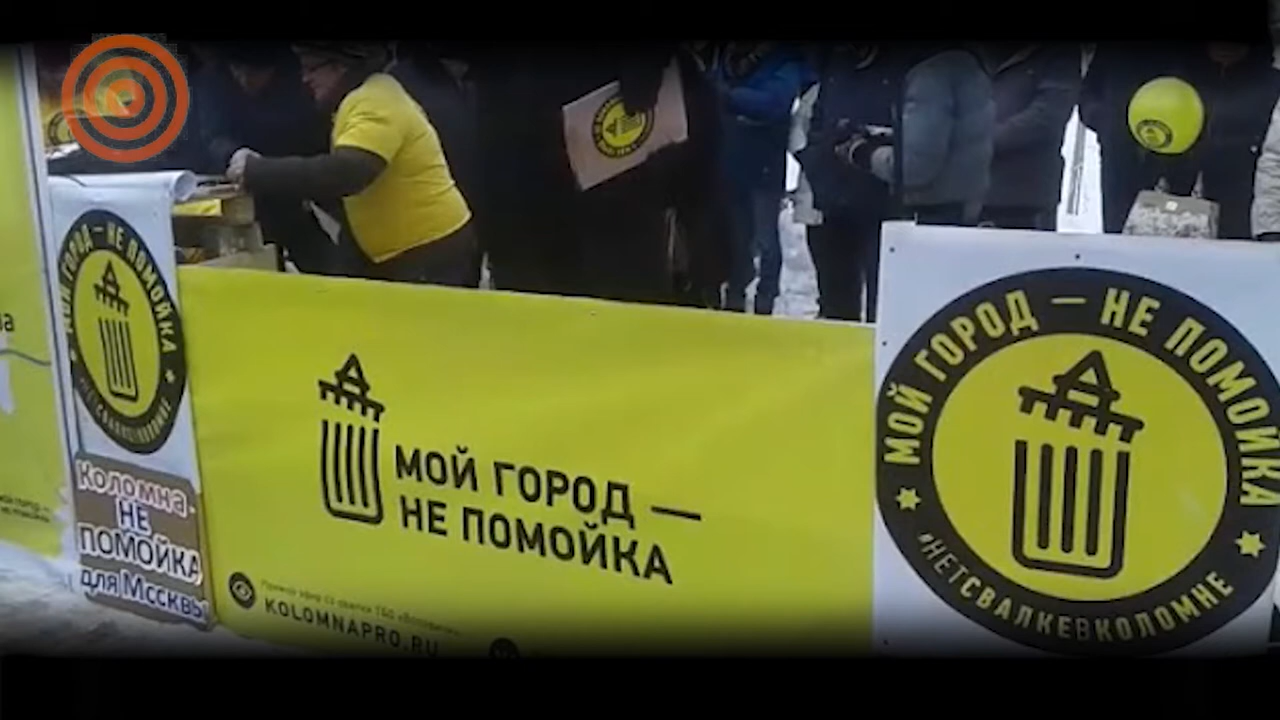 МОЙ ГОРОД — НЕ ПОМОЙКА
#НЕТСВАЛКЕВКОЛОМНЕ
Коломна-
НЕ
ПОМОЙКА
для Москвы
МОЙ ГОРОД —
НЕ ПОМОЙКА
KOLOMNAPRO.RU
МОЙ ГОРОД — НЕ ПОМОЙКА
#НЕТСВАЛКЕВКОЛОМНЕ